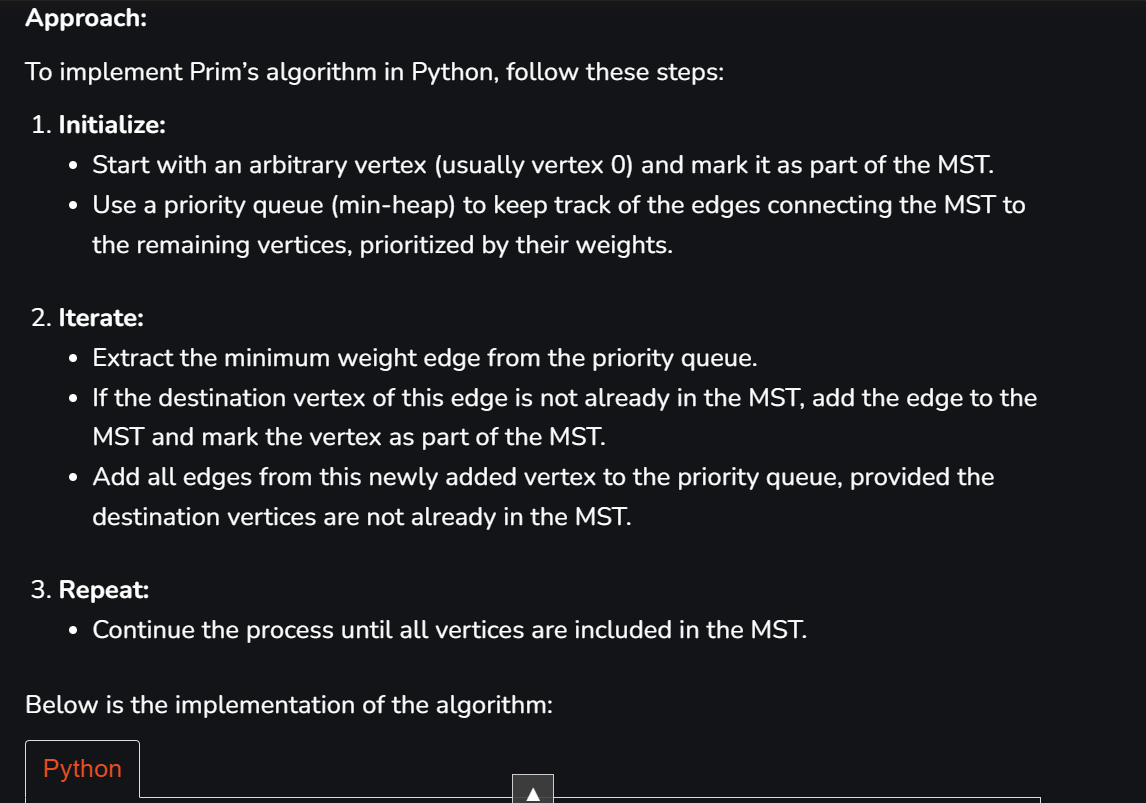 Approach:
To implement Prim’s algorithm in Python, follow these steps:
1. Initialize:
• Start with an arbitrary vertex (usually vertex 0) and mark it as part of the MST.
• Use a priority queue (min-heap) to keep track of the edges connecting the MST to
the remaining vertices, prioritized by their weights.
2. Iterate:
• Extract the minimum weight edge from the priority queue.
• If the destination vertex of this edge is not already in the MST, add the edge to the
MST and mark the vertex as part of the MST.
• Add all edges from this newly added vertex to the priority queue, provided the
destination vertices are not already in the MST.
3. Repeat:
• Continue the process until all vertices are included in the MST.
Below is the implementation of the algorithm:
Python